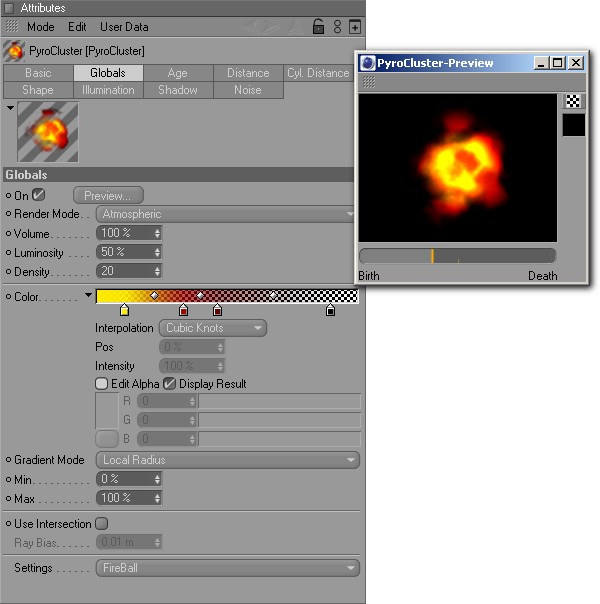 Attributes
Mode Edit User Data
PyroCluster [PyroCluster]
Basic Globals Age Distance Cyl. Distance
Shape Illumination Shadow Noise
Globals
On Preview...
Render Mode. . Atmospheric
Volume. . . . . . 100 %
Luminosity . . . 50 %
Density. . . . . . 20
Color. . . . . . . .
Interpolation Cubic Knots
Pos 0 %
Intensity 100 %
Edit Alpha Display Result
R 0
G 0
B 0
Gradient Mode Local Radius
Min. . . . . . . . . 0 %
Max . . . . . . . . 100 %
Use Intersection
Ray Bias. . . . . . 0.01 m
Settings . . . . . . FireBall
PyroCluster-Preview
Birth Death